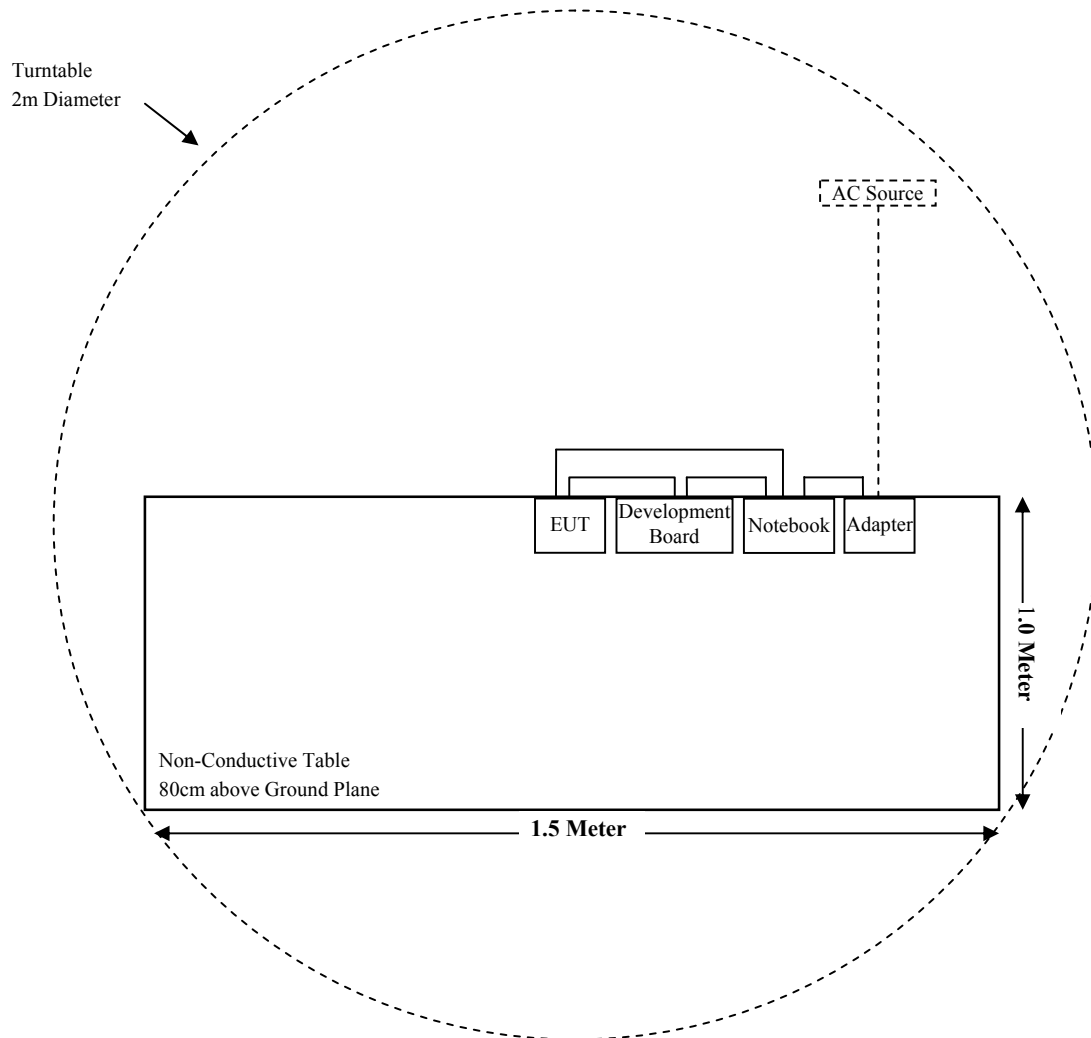 Turntable
2m Diameter
AC Source
EUT
Development
Board
Notebook
Adapter
1.0 Meter
Non-Conductive Table
80cm above Ground Plane
1.5 Meter